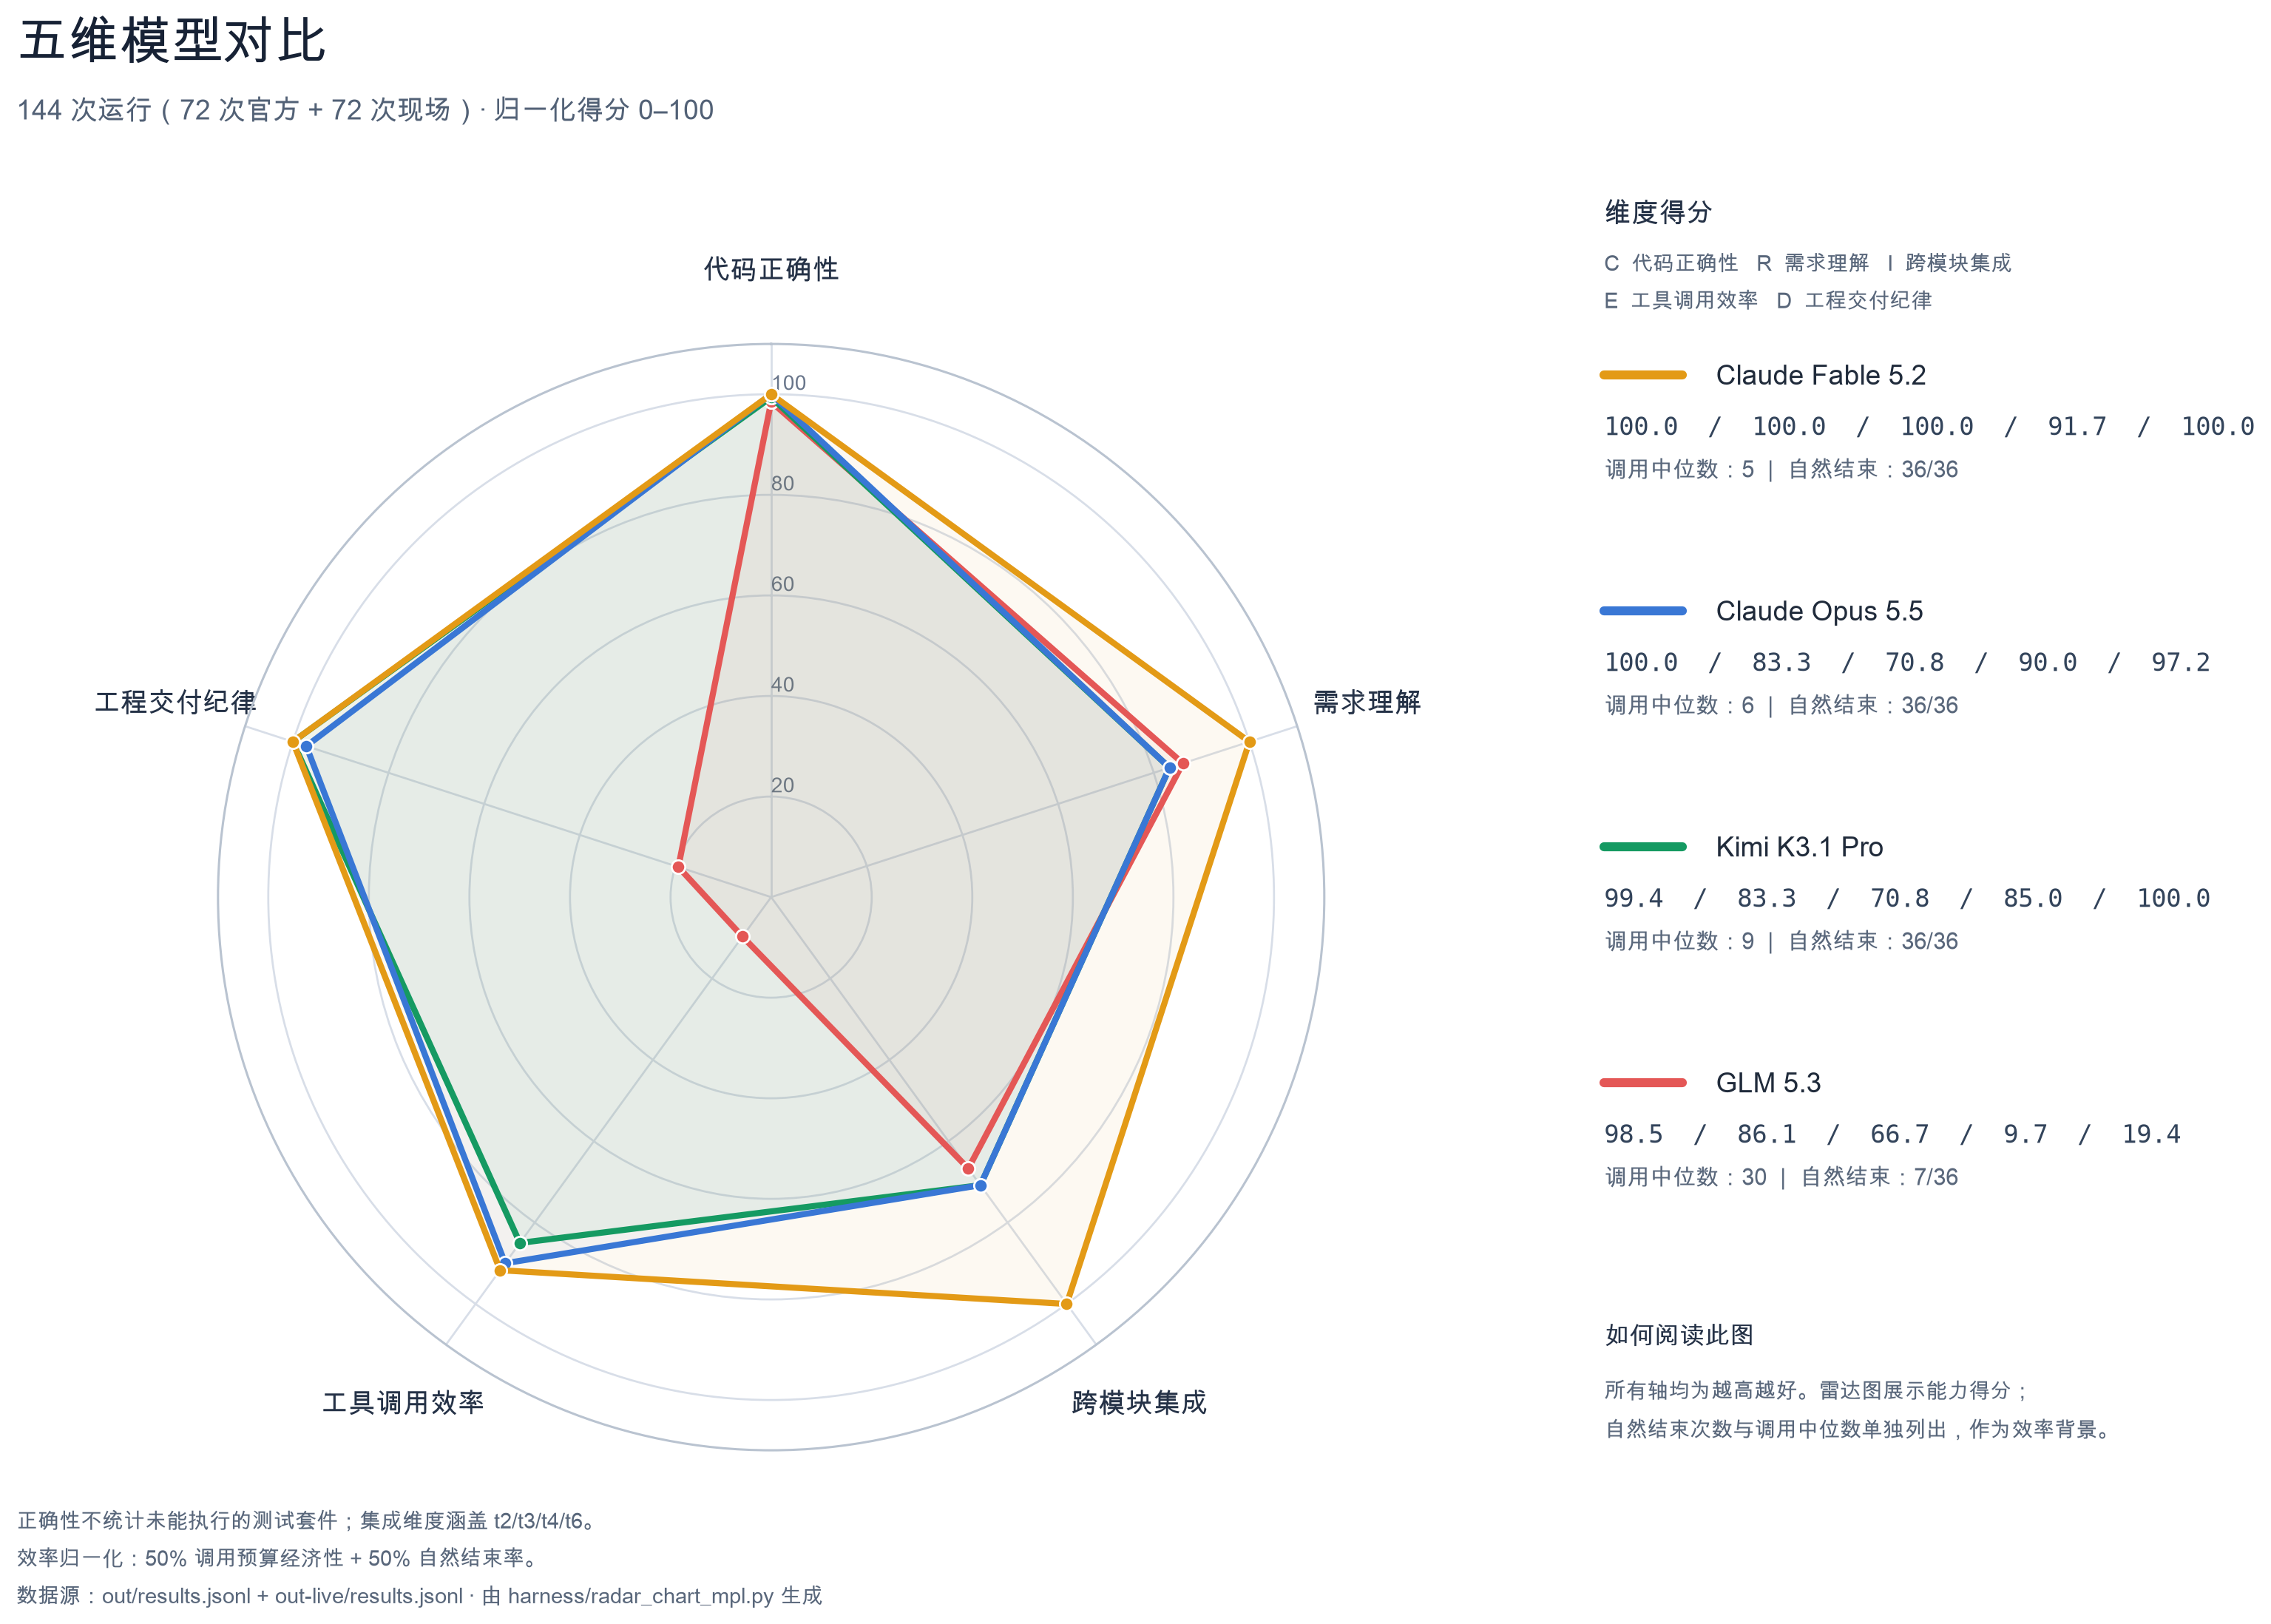 五维模型对比
144 次运行 ( 72 次官方 + 72 次现场 ) · 归一化得分 0–100
代码正确性
100
80
60
40
20
工程交付纪律
需求理解
工具调用效率
跨模块集成
维度得分
C 代码正确性 R 需求理解 I 跨模块集成
E 工具调用效率 D 工程交付纪律
Claude Fable 5.2
100.0 / 100.0 / 100.0 / 91.7 / 100.0
调用中位数：5 | 自然结束：36/36
Claude Opus 5.5
100.0 / 83.3 / 70.8 / 90.0 / 97.2
调用中位数：6 | 自然结束：36/36
Kimi K3.1 Pro
99.4 / 83.3 / 70.8 / 85.0 / 100.0
调用中位数：9 | 自然结束：36/36
GLM 5.3
98.5 / 86.1 / 66.7 / 9.7 / 19.4
调用中位数：30 | 自然结束：7/36
如何阅读此图
所有轴均为越高越好。雷达图展示能力得分；
自然结束次数与调用中位数单独列出，作为效率背景。
正确性不统计未能执行的测试套件；集成维度涵盖 t2/t3/t4/t6。
效率归一化：50% 调用预算经济性 + 50% 自然结束率。
数据源：out/results.jsonl + out-live/results.jsonl · 由 harness/radar_chart_mpl.py 生成